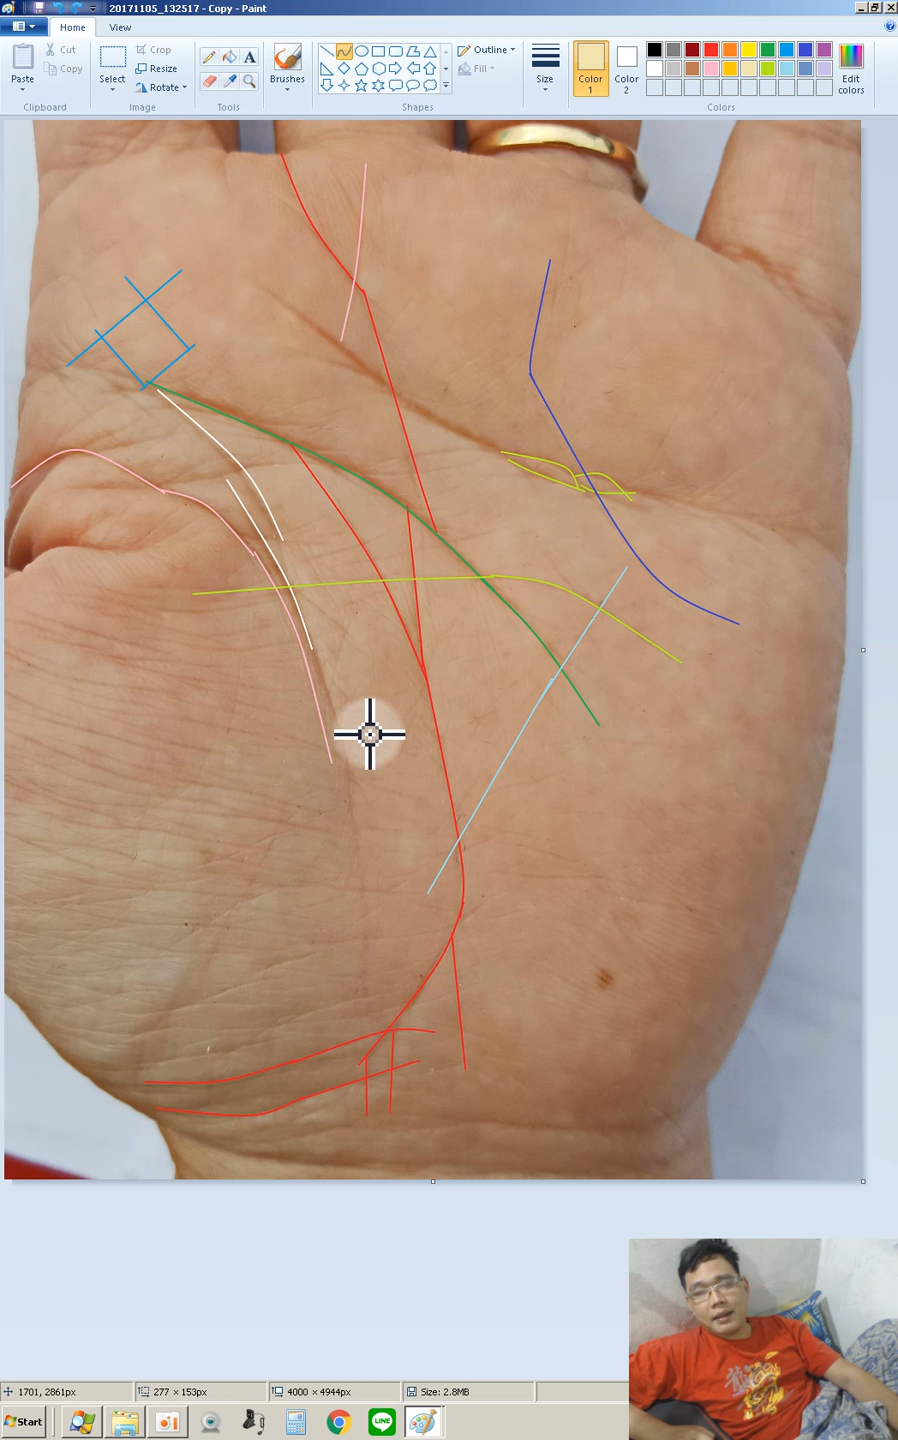 20171105_132517 - Copy - Paint
Home
View
Paste
Cut
Copy
Clipboard
Select
Crop
Resize
Rotate
Image
A
Tools
Brushes
Outline
Fill
Shapes
Size
Color
1
Color
2
Edit
colors
Colors
1701, 2861px
277 × 153px
4000 × 4944px
Size: 2.8MB
Start
LINE